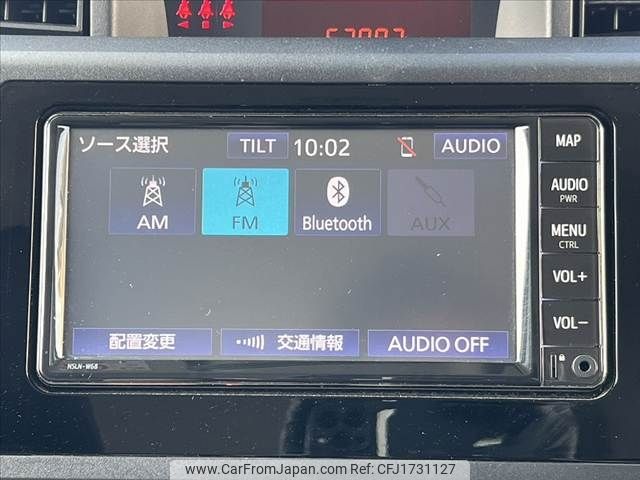 ソース選択
TILT
10:02
AUDIO
AM
FM
Bluetooth
AUX
配置変更
交通情報
AUDIO OFF
NSLN-W68
MAP
AUDIO
PWR
MENU
CTRL
VOL+
VOL−
www.CarFromJapan.com Ref: CFJ1731127